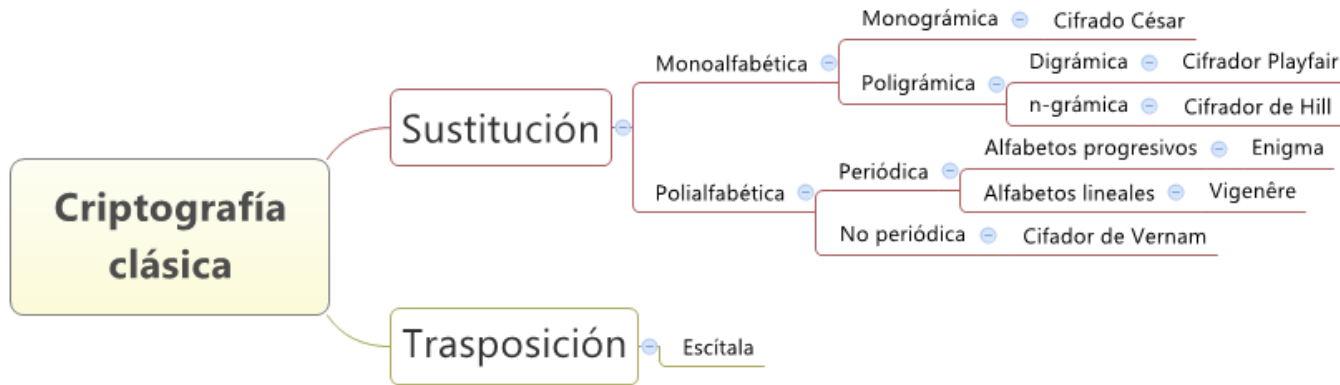 Criptografía
clásica
Sustitución
Monoalfabética
Monográmica
Cifrado César
Poligrámica
Digrámica
Cifrador Playfair
n-grámica
Cifrador de Hill
Polialfabética
Periódica
Alfabetos progresivos
Enigma
Alfabetos lineales
Vigenêre
No periódica
Cifador de Vernam
Trasposición
Escítala